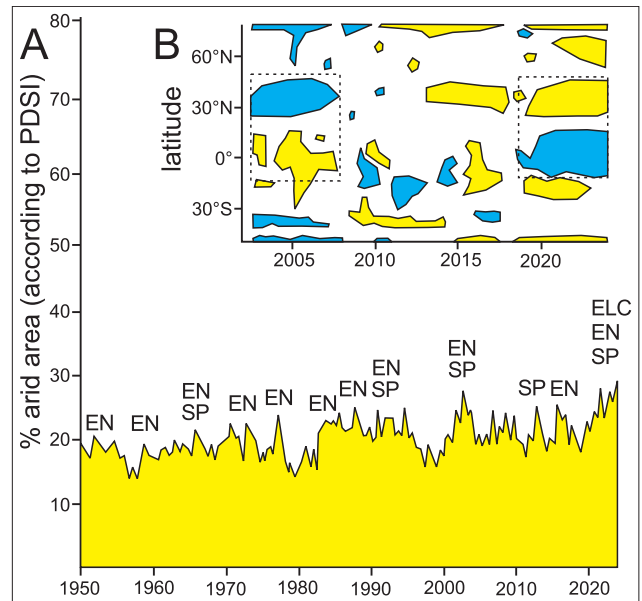 A
B
80
70
60
50
40
30
20
10
% arid area (according to PDSI)
latitude
60°N
30°N
0°
30°S
2005 2010 2015 2020
EN
EN
EN
SP
EN
EN
EN
EN
EN
SP
EN
SP
SP
EN
ELC
EN
SP
1950 1960 1970 1980 1990 2000 2010 2020